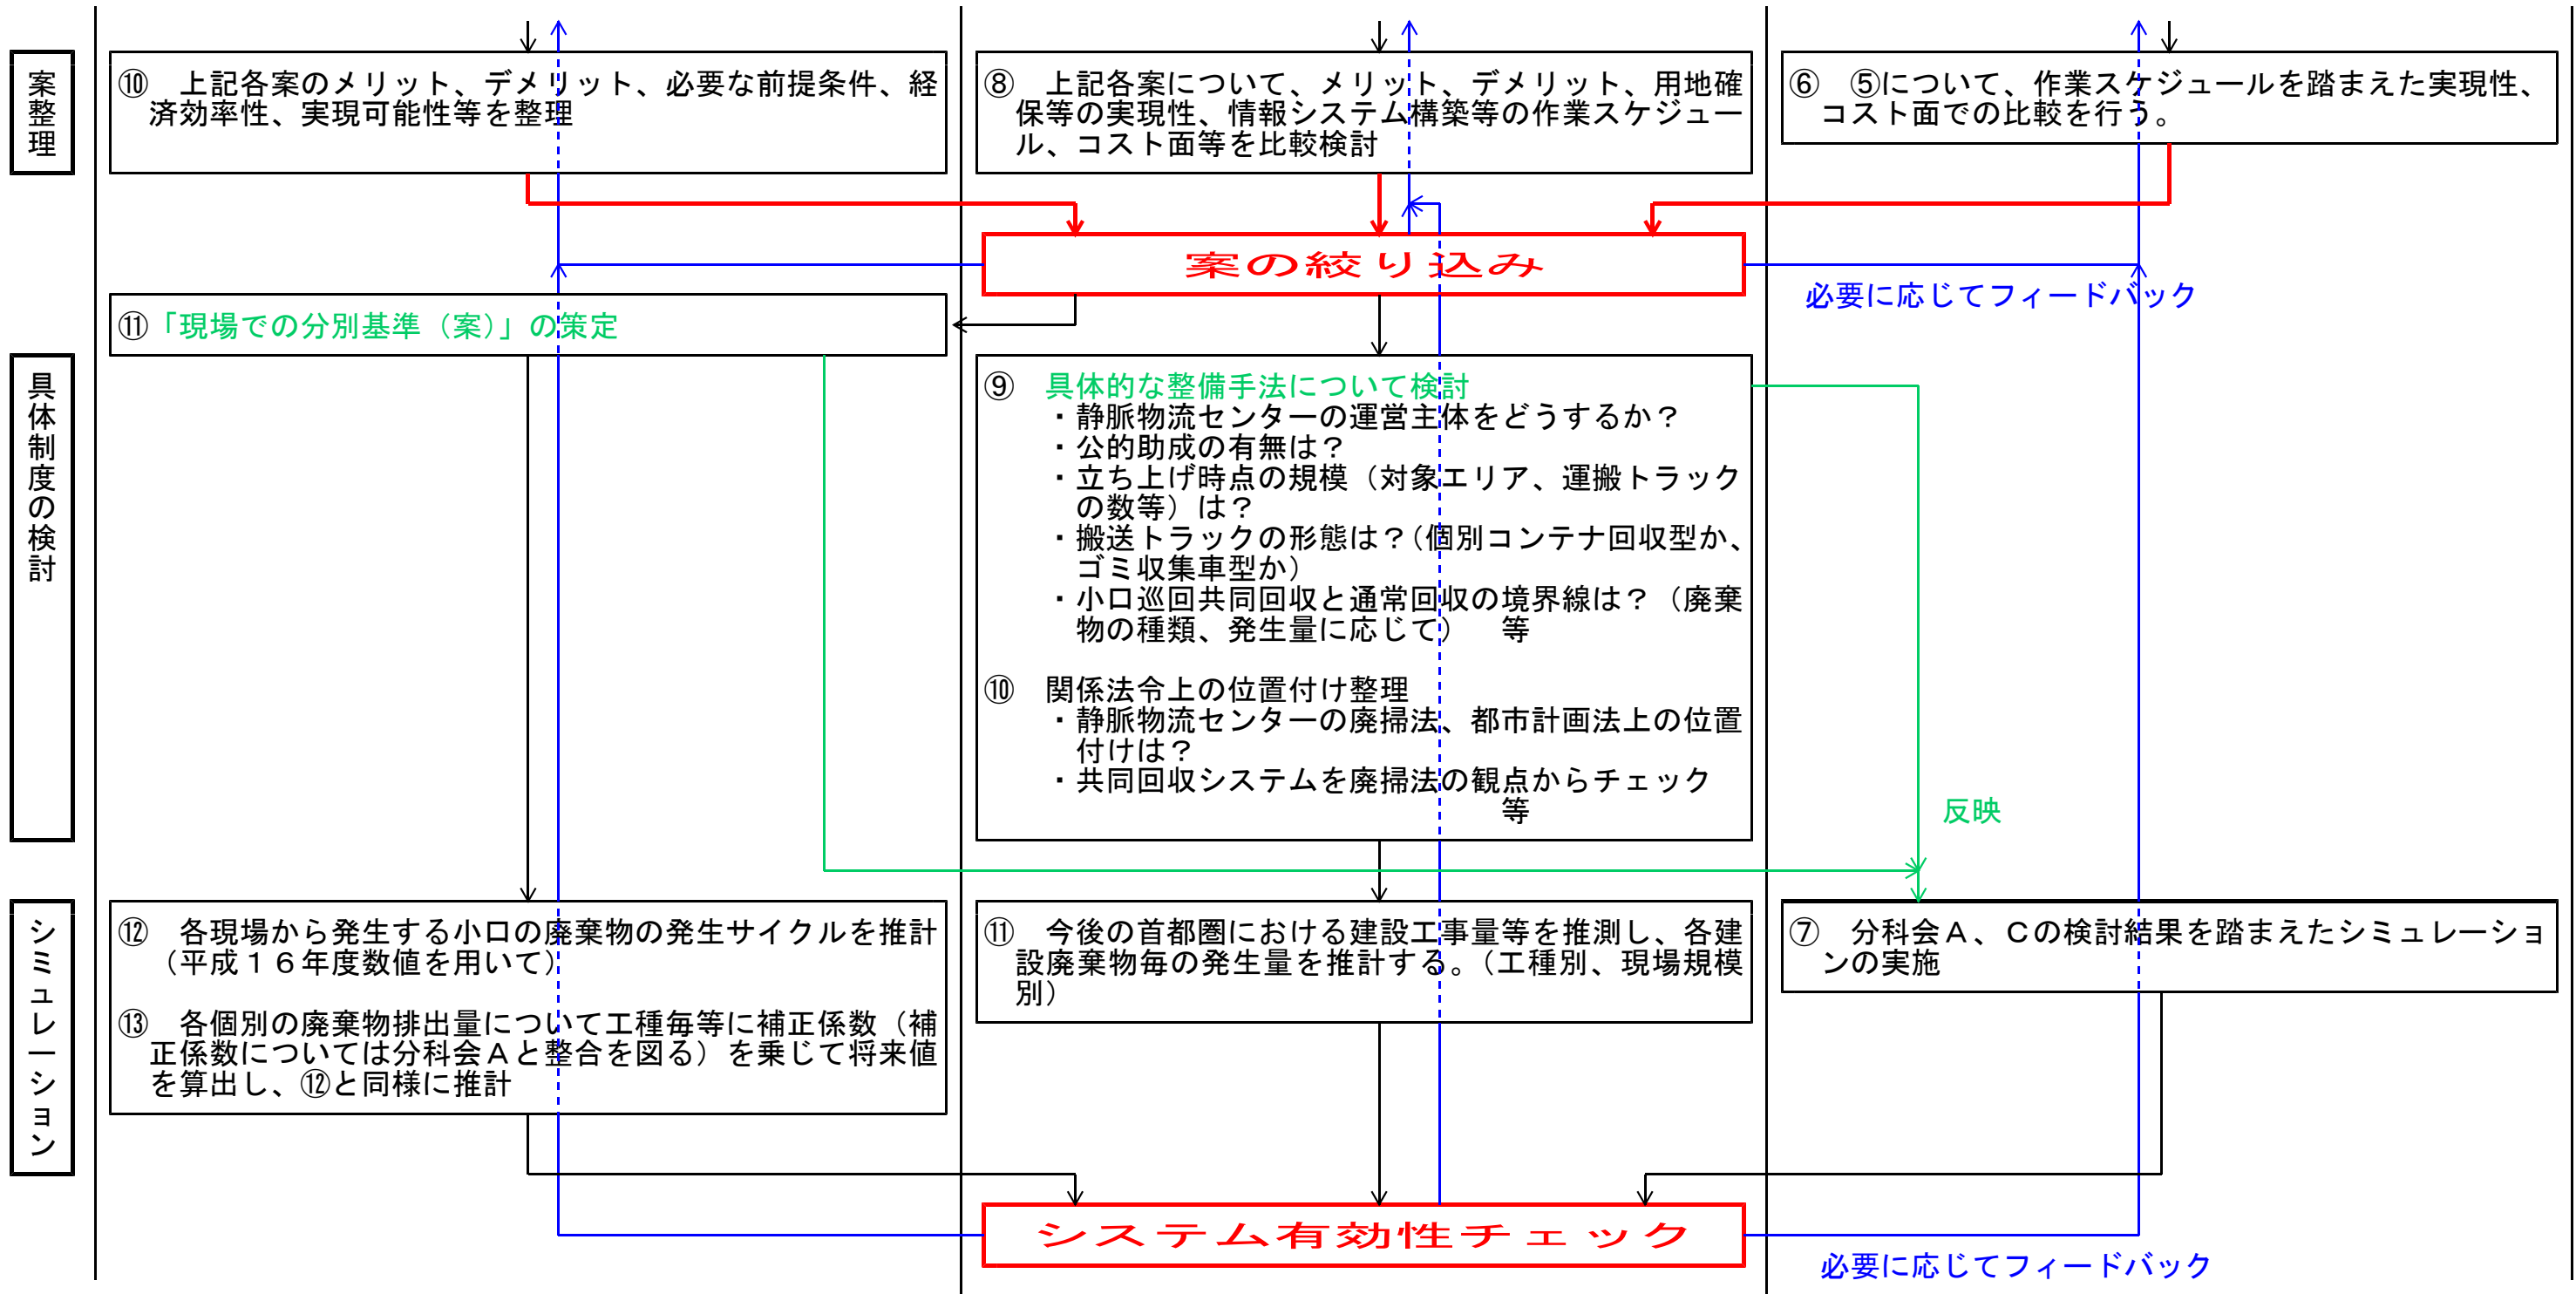 案整理
⑩　上記各案のメリット、デメリット、必要な前提条件、経
済効率性、実現可能性等を整理
⑧　上記各案について、メリット、デメリット、用地確
保等の実現性、情報システム構築等の作業スケジュー
ル、コスト面等を比較検討
⑥　⑤について、作業スケジュールを踏まえた実現性、
コスト面での比較を行う。
案の絞り込み
必要に応じてフィードバック
⑪「現場での分別基準（案）」の策定
具体制度の検討
⑨　具体的な整備手法について検討
・静脈物流センターの運営主体をどうするか？
・公的助成の有無は？
・立ち上げ時点の規模（対象エリア、運搬トラック
の数等）は？
・搬送トラックの形態は？（個別コンテナ回収型か、
ゴミ収集車型か）
・小口巡回共同回収と通常回収の境界線は？（廃棄
物の種類、発生量に応じて）　等
⑩　関係法令上の位置付け整理
・静脈物流センターの廃掃法、都市計画法上の位置
付けは？
・共同回収システムを廃掃法の観点からチェック
等
反映
シミュレーション
⑫　各現場から発生する小口の廃棄物の発生サイクルを推計
（平成１６年度数値を用いて）
⑬　各個別の廃棄物排出量について工種毎等に補正係数（補
正係数については分科会Ａと整合を図る）を乗じて将来値
を算出し、⑫と同様に推計
⑪　今後の首都圏における建設工事量等を推測し、各建
設廃棄物毎の発生量を推計する。（工種別、現場規模
別）
⑦　分科会Ａ、Ｃの検討結果を踏まえたシミュレーショ
ンの実施
システム有効性チェック
必要に応じてフィードバック